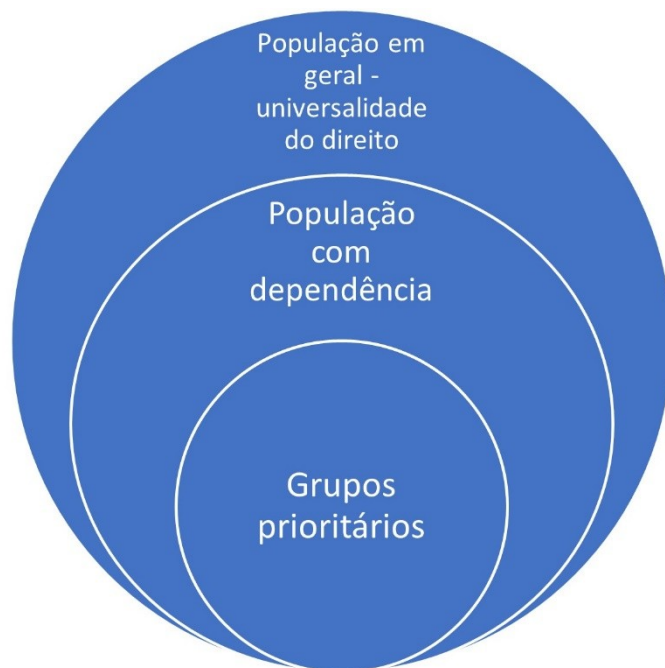 População em
geral -
universalidade
do direito
População
com
dependência
Grupos
prioritários